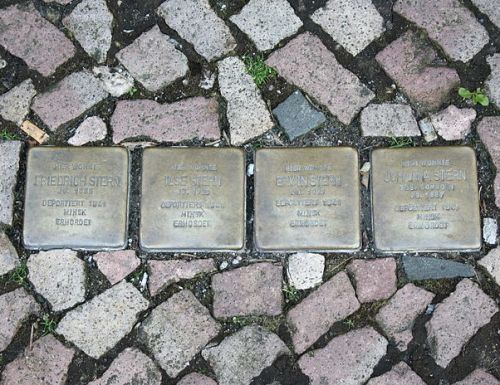 HIER WOHNTE
FRIEDRICH STERN
DEPORTIERT 1941
MINSK
ERMORDET
HIER WOHNTE
ILSE STERN
DEPORTIERT 1941
MINSK
ERMORDET
HIER WOHNTE
ERWIN STERN
DEPORTIERT 1941
MINSK
ERMORDET
HIER WOHNTE
JOHANNA STERN
DEPORTIERT 1941
MINSK
ERMORDET